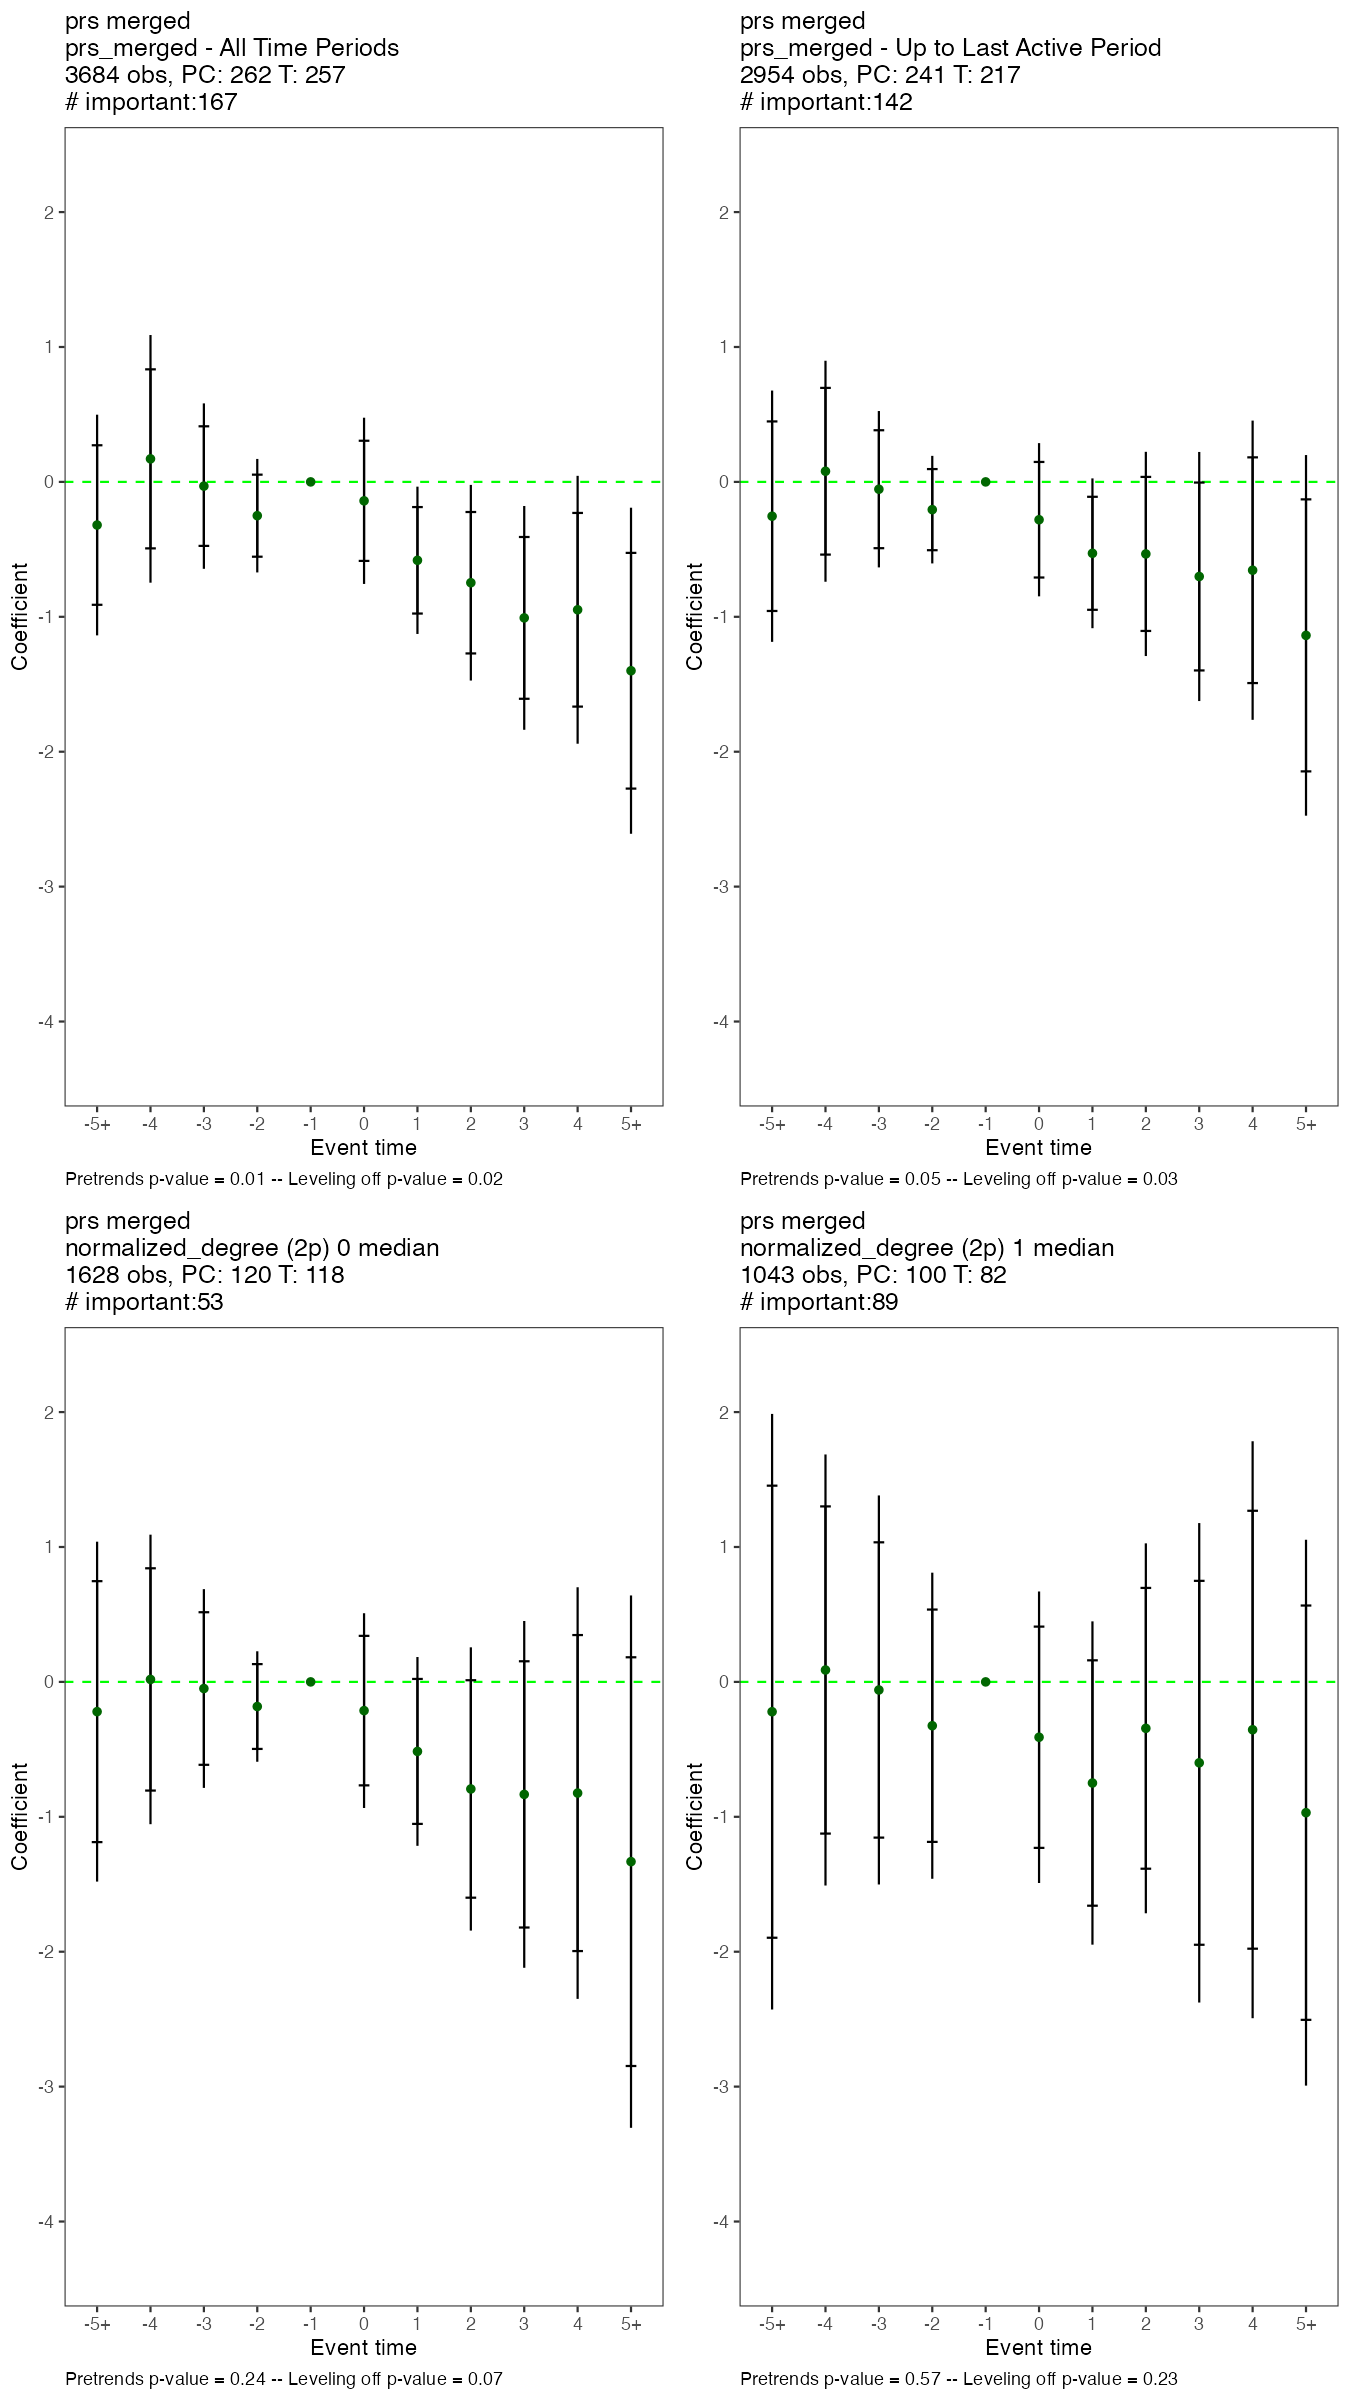 prs merged
prs_merged - All Time Periods
3684 obs, PC: 262 T: 257
# important:167
2
1
0
-1
-2
-3
-4
Coefficient
-5+ -4 -3 -2 -1 0 1 2 3 4 5+
Event time
Pretrends p-value = 0.01 -- Leveling off p-value = 0.02
prs merged
prs_merged - Up to Last Active Period
2954 obs, PC: 241 T: 217
# important:142
2
1
0
-1
-2
-3
-4
Coefficient
-5+ -4 -3 -2 -1 0 1 2 3 4 5+
Event time
Pretrends p-value = 0.05 -- Leveling off p-value = 0.03
prs merged
normalized_degree (2p) 0 median
1628 obs, PC: 120 T: 118
# important:53
2
1
0
-1
-2
-3
-4
Coefficient
-5+ -4 -3 -2 -1 0 1 2 3 4 5+
Event time
Pretrends p-value = 0.24 -- Leveling off p-value = 0.07
prs merged
normalized_degree (2p) 1 median
1043 obs, PC: 100 T: 82
# important:89
2
1
0
-1
-2
-3
-4
Coefficient
-5+ -4 -3 -2 -1 0 1 2 3 4 5+
Event time
Pretrends p-value = 0.57 -- Leveling off p-value = 0.23